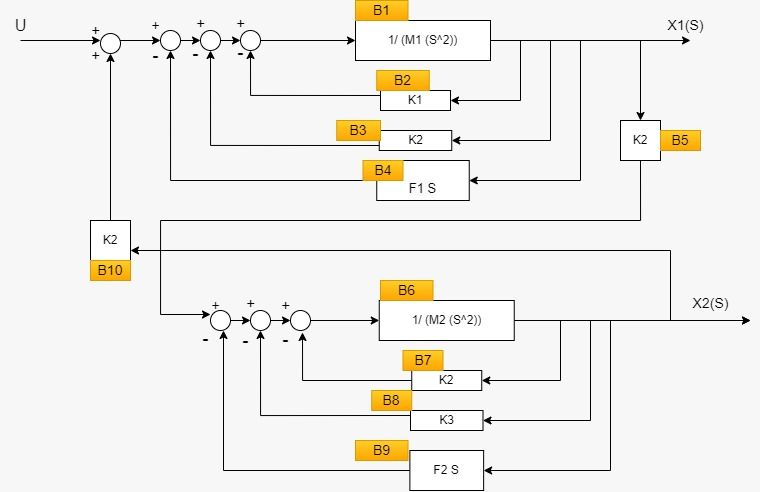 U
+
+
+
-
+
-
+
-
B1
1/ (M1 (S^2))
X1(S)
B2
K1
B3
K2
B4
F1 S
K2
B5
K2
B10
+
-
+
-
+
-
B6
1/ (M2 (S^2))
X2(S)
B7
K2
B8
K3
B9
F2 S